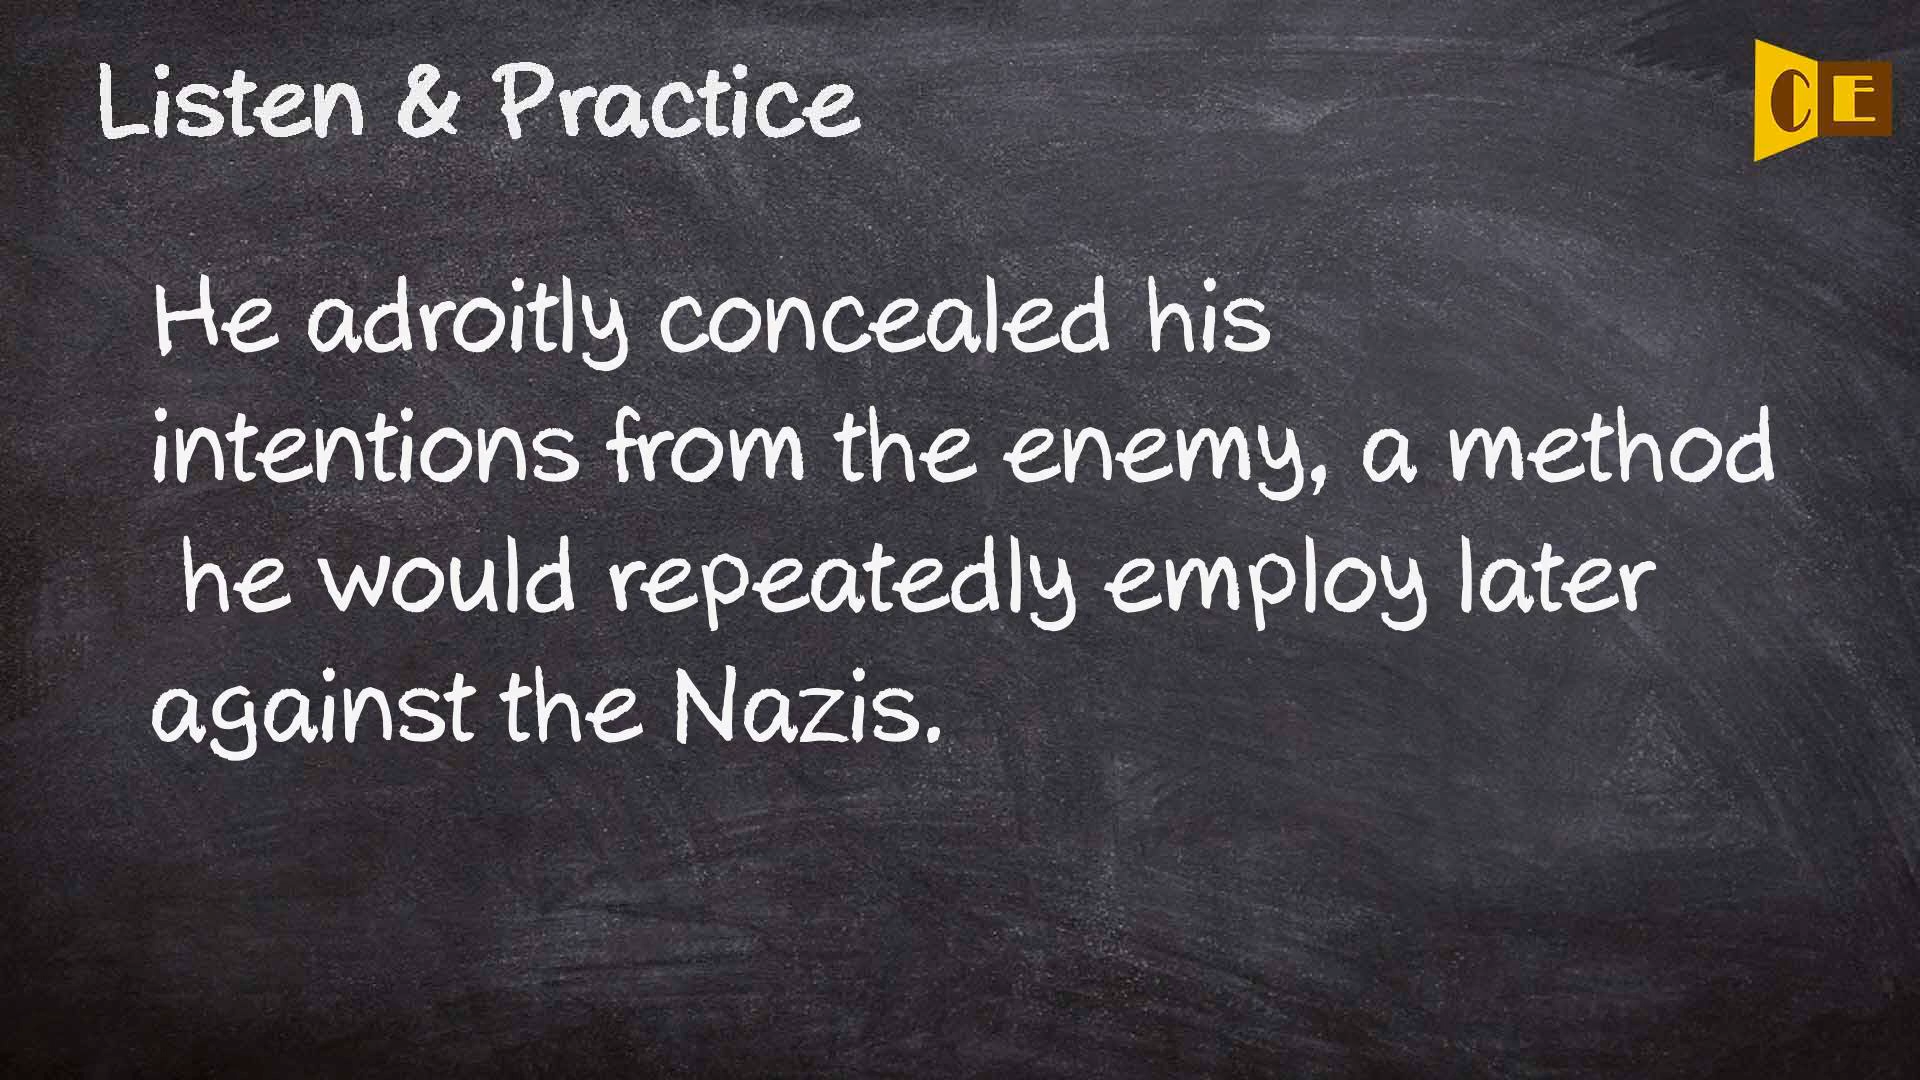 Listen & Practice
CE
He adroitly concealed his
intentions from the enemy, a method
he would repeatedly employ later
against the Nazis.